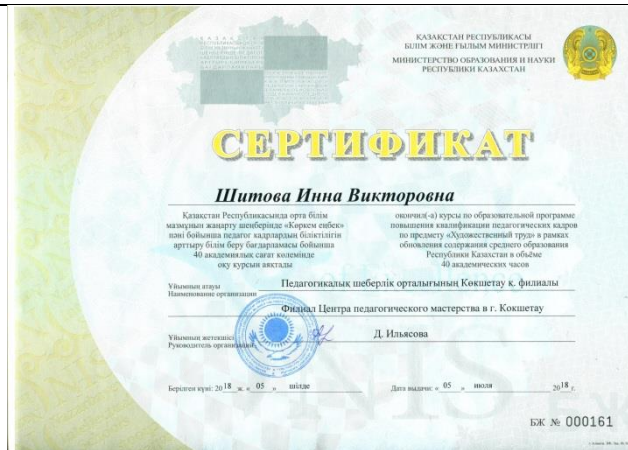 ҚАЗАҚСТАН РЕСПУБЛИКАСЫ
БІЛІМ ЖӘНЕ ҒЫЛЫМ МИНИСТРЛІГІ
МИНИСТЕРСТВО ОБРАЗОВАНИЯ И НАУКИ
РЕСПУБЛИКИ КАЗАХСТАН
СЕРТИФИКАТ
Шитова Инна Викторовна
Қазақстан Республикасында орта білім
мазмұнын жаңарту шеңберінде «Көркем еңбек»
пәні бойынша педагог кадрлардың біліктілігін
арттыру білім беру бағдарламасы бойынша
40 академиялық сағат көлемінде
оқу курсын аяқтады
окончил(-а) курсы по образовательной программе
повышения квалификации педагогических кадров
по предмету «Художественный труд» в рамках
обновления содержания среднего образования
Республики Казахстан в объёме
40 академических часов
Ұйымның атауы
Наименование организации
Педагогикалық шеберлік орталығының Көкшетау қ. филиалы
Филиал Центра педагогического мастерства в г. Кокшетау
Ұйымның жетекшісі
Руководитель организации
Д. Ильясова
Берілген күні: 2018 ж. « 05 » шілде
Дата выдачи: « 05 » июля 2018 г.
БЖ № 000161